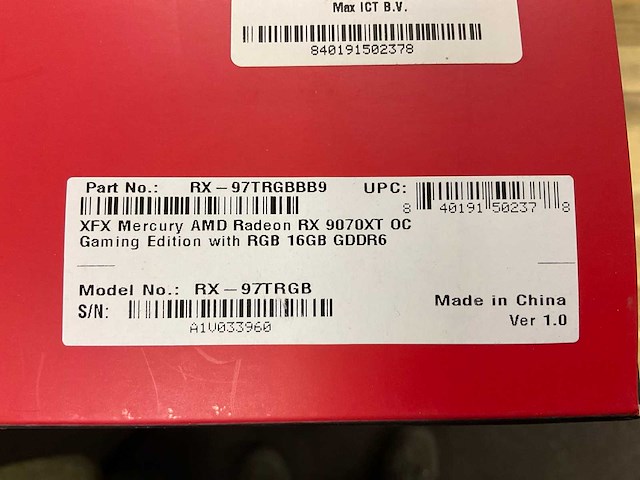 Max ICT B.V.
840191502378
Part No.: RX-97TRGBBB9 UPC:
8 40191 50237 8
XFX Mercury AMD Radeon RX 9070XT OC
Gaming Edition with RGB 16GB GDDR6
Model No.: RX-97TRGB
S/N:
A1V033960
Made in China
Ver 1.0